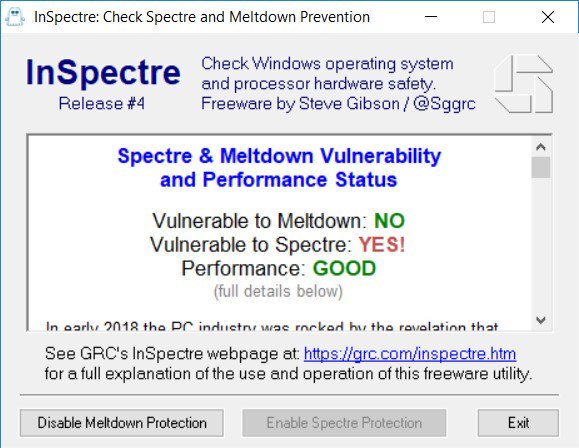 InSpectre: Check Spectre and Meltdown Prevention
InSpectre
Release #4
Check Windows operating system
and processor hardware safety.
Freeware by Steve Gibson / @Sggrc
Spectre & Meltdown Vulnerability
and Performance Status
Vulnerable to Meltdown: NO
Vulnerable to Spectre: YES!
Performance: GOOD
(full details below)
In early 2018 the PC industry was rocked by the revelation that
See GRC's InSpectre webpage at: https://grc.com/inspectre.htm
for a full explanation of the use and operation of this freeware utility.
Disable Meltdown Protection
Enable Spectre Protection
Exit